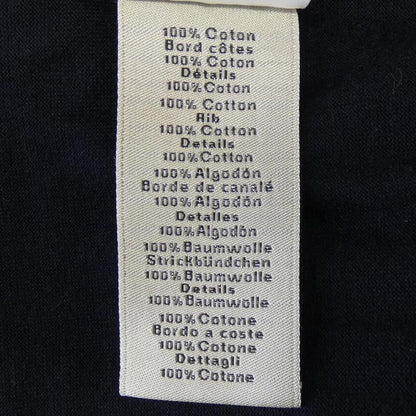 100% Coton
Bord côtes
100% Coton
Détails
100% Coton
100% Cotton
Rib
100% Cotton
Details
100% Cotton
100% Algodón
Borde de canalé
100% Algodón
Detalles
100% Algodón
100% Baumwolle
Strickbündchen
100% Baumwolle
Details
100% Baumwolle
100% Cotone
Bordo a coste
100% Cotone
Dettagli
100% Cotone